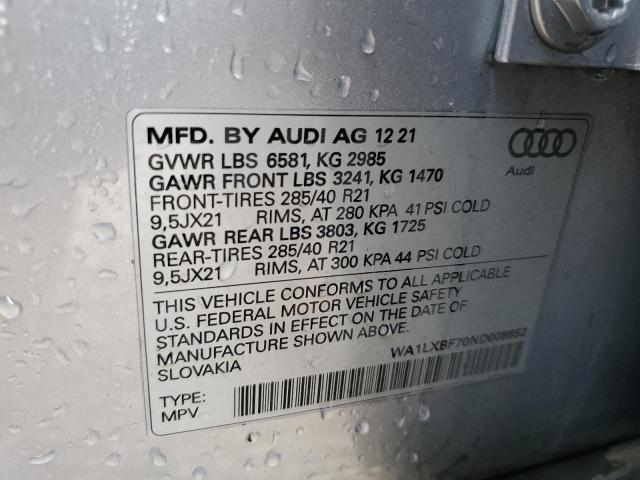 MFD. BY AUDI AG 12 21
GVWR LBS 6581, KG 2985
GAWR FRONT LBS 3241, KG 1470
FRONT-TIRES 285/40 R21
9,5JX21 RIMS, AT 280 KPA 41 PSI COLD
GAWR REAR LBS 3803, KG 1725
REAR-TIRES 285/40 R21
9,5JX21 RIMS, AT 300 KPA 44 PSI COLD
THIS VEHICLE CONFORMS TO ALL APPLICABLE
U.S. FEDERAL MOTOR VEHICLE SAFETY
STANDARDS IN EFFECT ON THE DATE OF
MANUFACTURE SHOWN ABOVE.
SLOVAKIA
WA1LXBF70ND008652
TYPE:
MPV
Audi